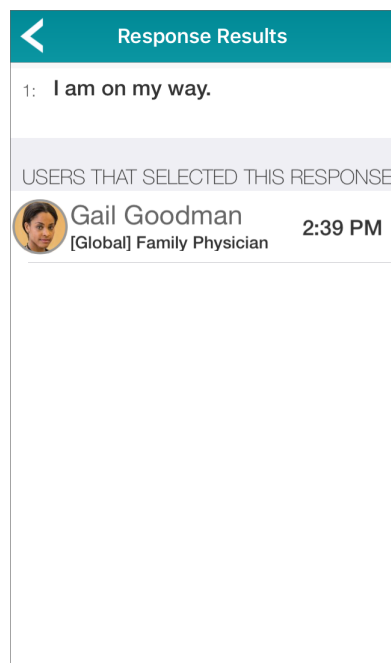 Response Results
1: I am on my way.
USERS THAT SELECTED THIS RESPONSE
Gail Goodman
[Global] Family Physician
2:39 PM